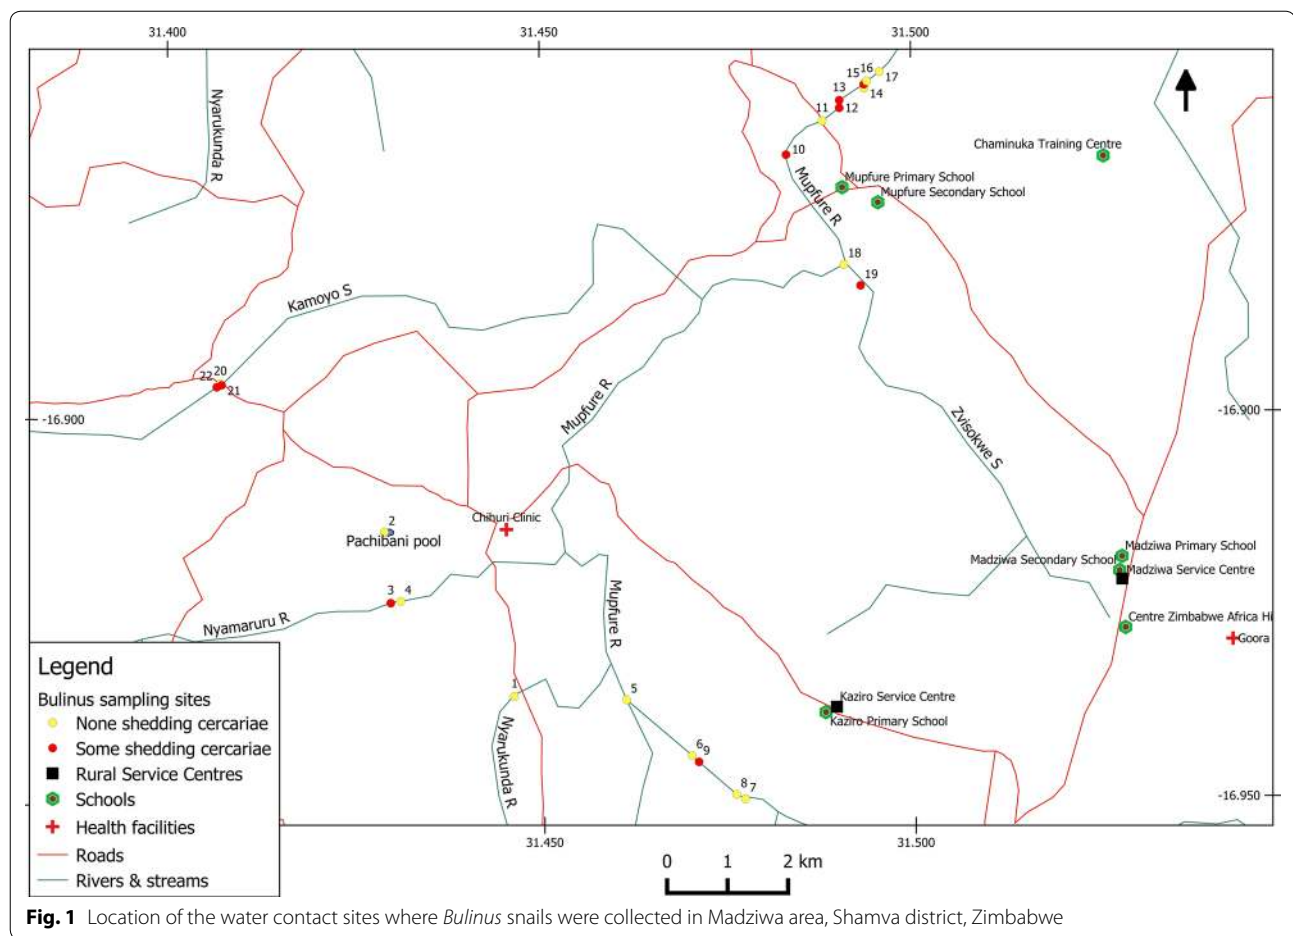 31.400
31.450
31.500
16
15
17
13
14
11
12
10
Chaminuka Training Centre
Nyarukunda R
Mupfure Primary School
Mupfure Secondary School
Mupfure R
18
19
Kamoyo S
22
20
21
-16.900
-16.900
Mupfure R
Zvisokwe S
2
Pachibani pool
Chihuri Clinic
Madziwa Primary School
Madziwa Secondary School
Madziwa Service Centre
3
4
Nyamaruru R
Mupfure R
Centre Zimbabwe Africa Hi
Goora
1
5
Nyarukunda R
Kaziro Service Centre
Kaziro Primary School
6
9
8
7
-16.950
Legend
Bulinus sampling sites
None shedding cercariae
Some shedding cercariae
Rural Service Centres
Schools
Health facilities
Roads
Rivers & streams
31.450
31.500
0 1 2 km
Fig. 1 Location of the water contact sites where Bulinus snails were collected in Madziwa area, Shamva district, Zimbabwe